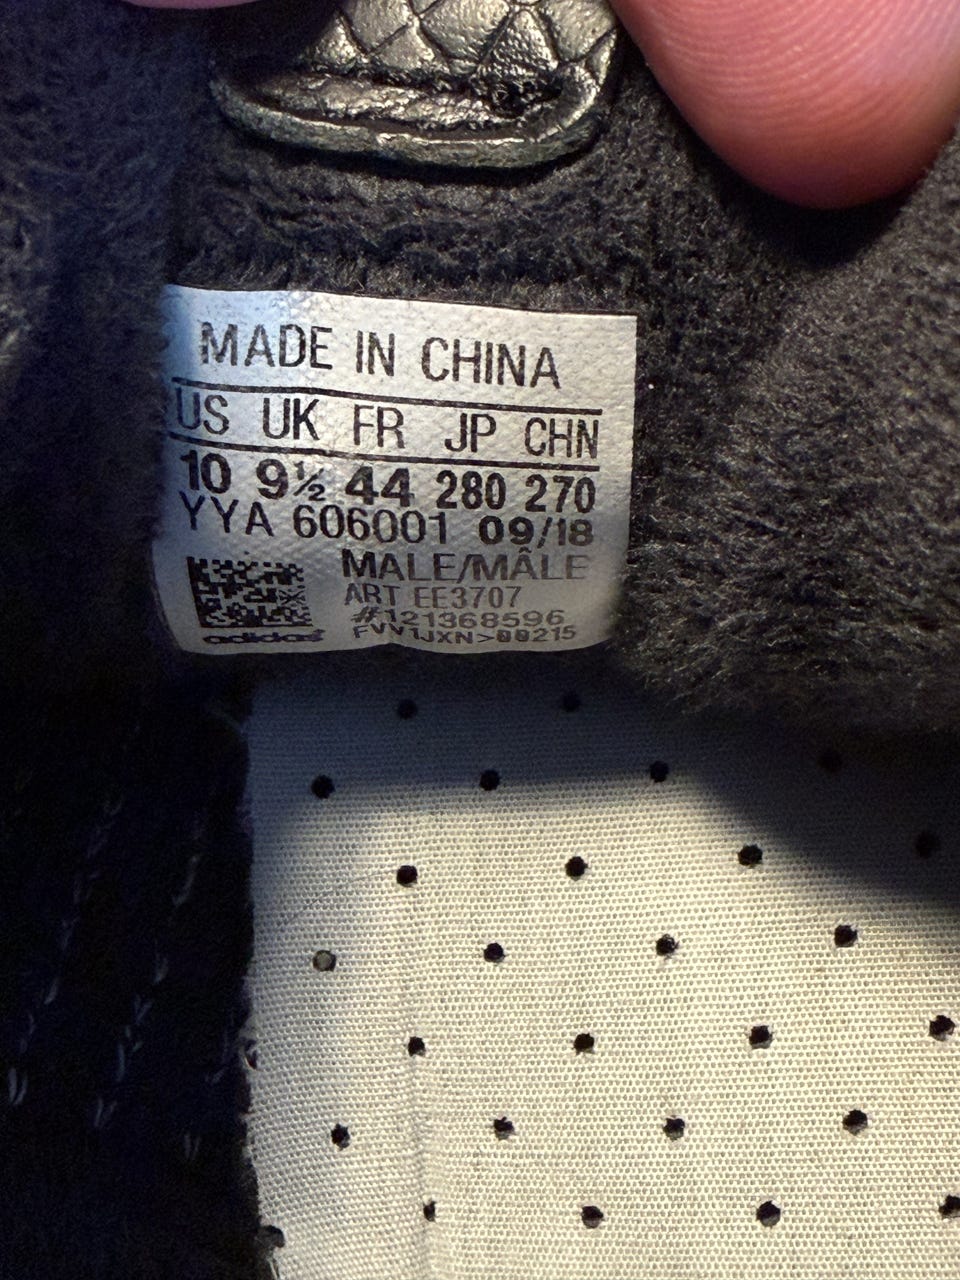 MADE IN CHINA
US UK FR JP CHN
10 9½ 44 280 270
YYA 606001 09/18
MALE/MÂLE
ART EE3707
#121368596
FVV1JXN>00215
adidas